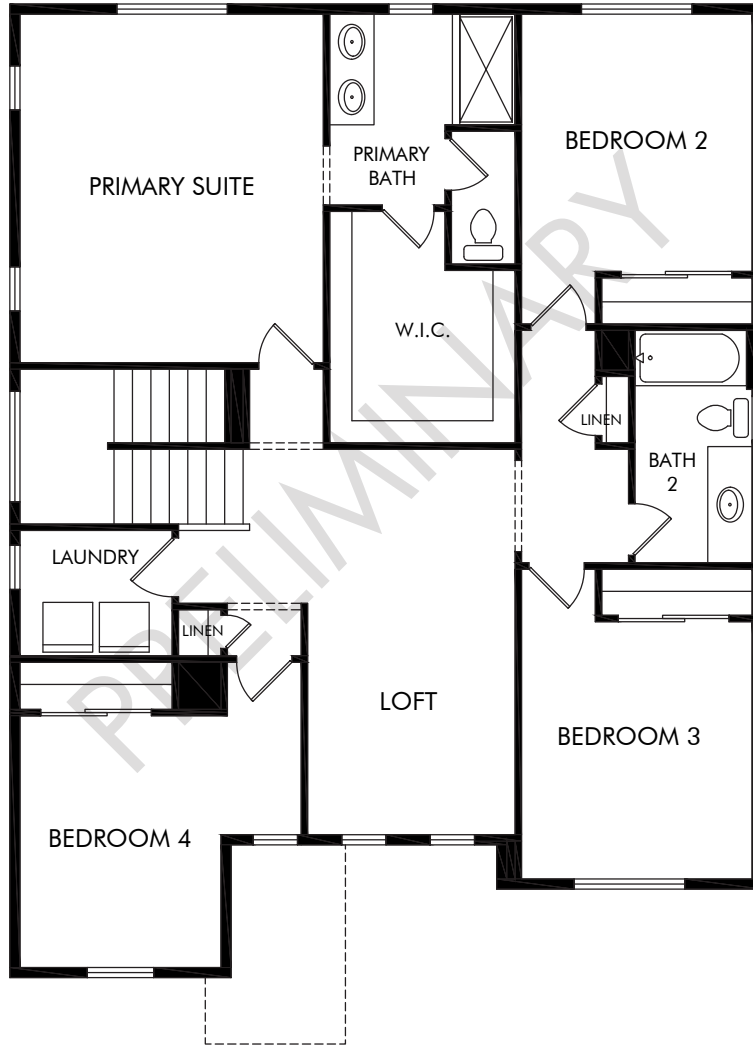 PRIMARY SUITE
PRIMARY
BATH
BEDROOM 2
W.I.C.
LINEN
BATH
2
LAUNDRY
LINEN
LOFT
BEDROOM 3
BEDROOM 4
PRELIMINARY